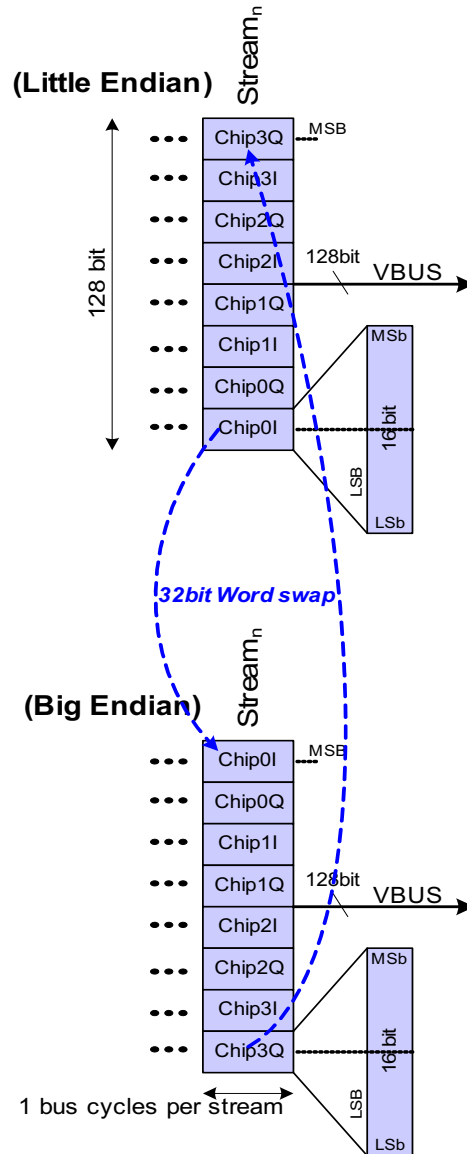 (Little Endian)
Stream n
Chip3Q
MSB
Chip3I
Chip2Q
Chip2I
128bit
VBUS
Chip1Q
Chip1I
Chip0Q
Chip0I
128 bit
MSb
16 bit
LSB
LSb
32bit Word swap
(Big Endian)
Stream n
Chip0I
MSB
Chip0Q
Chip1I
Chip1Q
128bit
VBUS
Chip2I
Chip2Q
Chip3I
Chip3Q
MSb
16 bit
LSB
LSb
1 bus cycles per stream